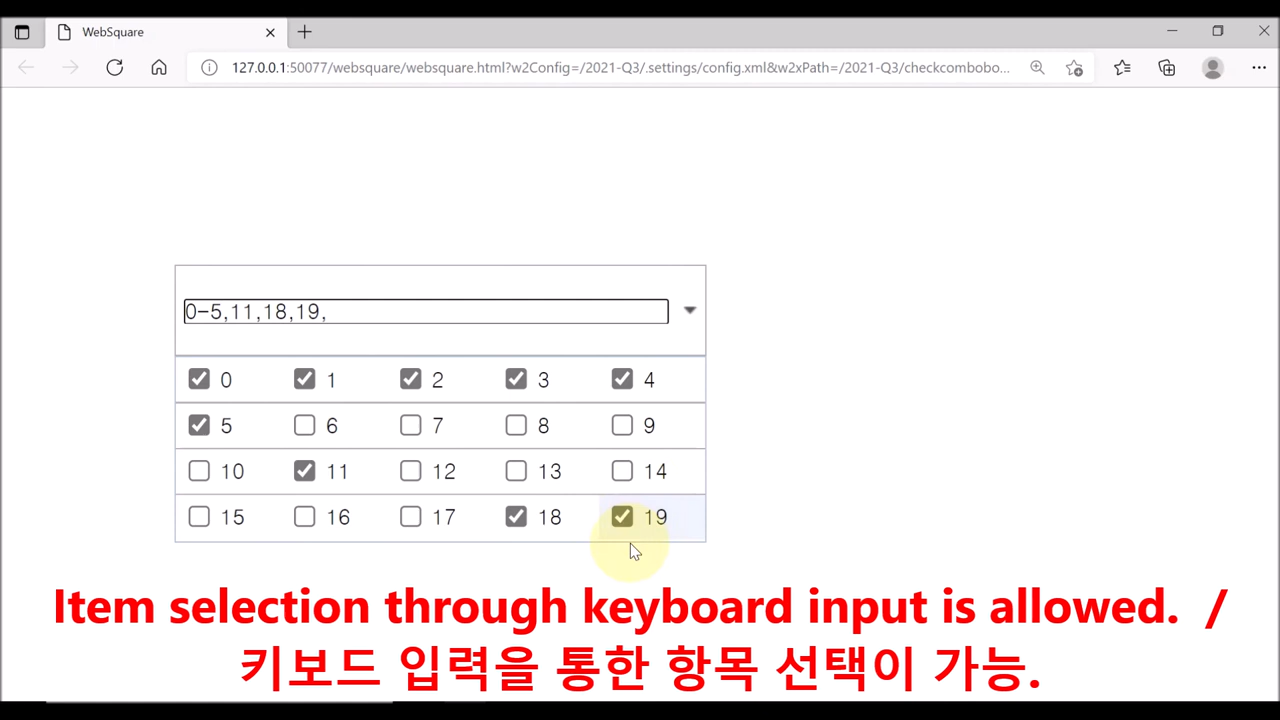 WebSquare
127.0.0.1:50077/websquare/websquare.html?w2Config=/2021-Q3/.settings/config.xml&w2xPath=/2021-Q3/checkcombobo...
0-5,11,18,19,
0 1 2 3 4
5 6 7 8 9
10 11 12 13 14
15 16 17 18 19
Item selection through keyboard input is allowed. /
키보드 입력을 통한 항목 선택이 가능.